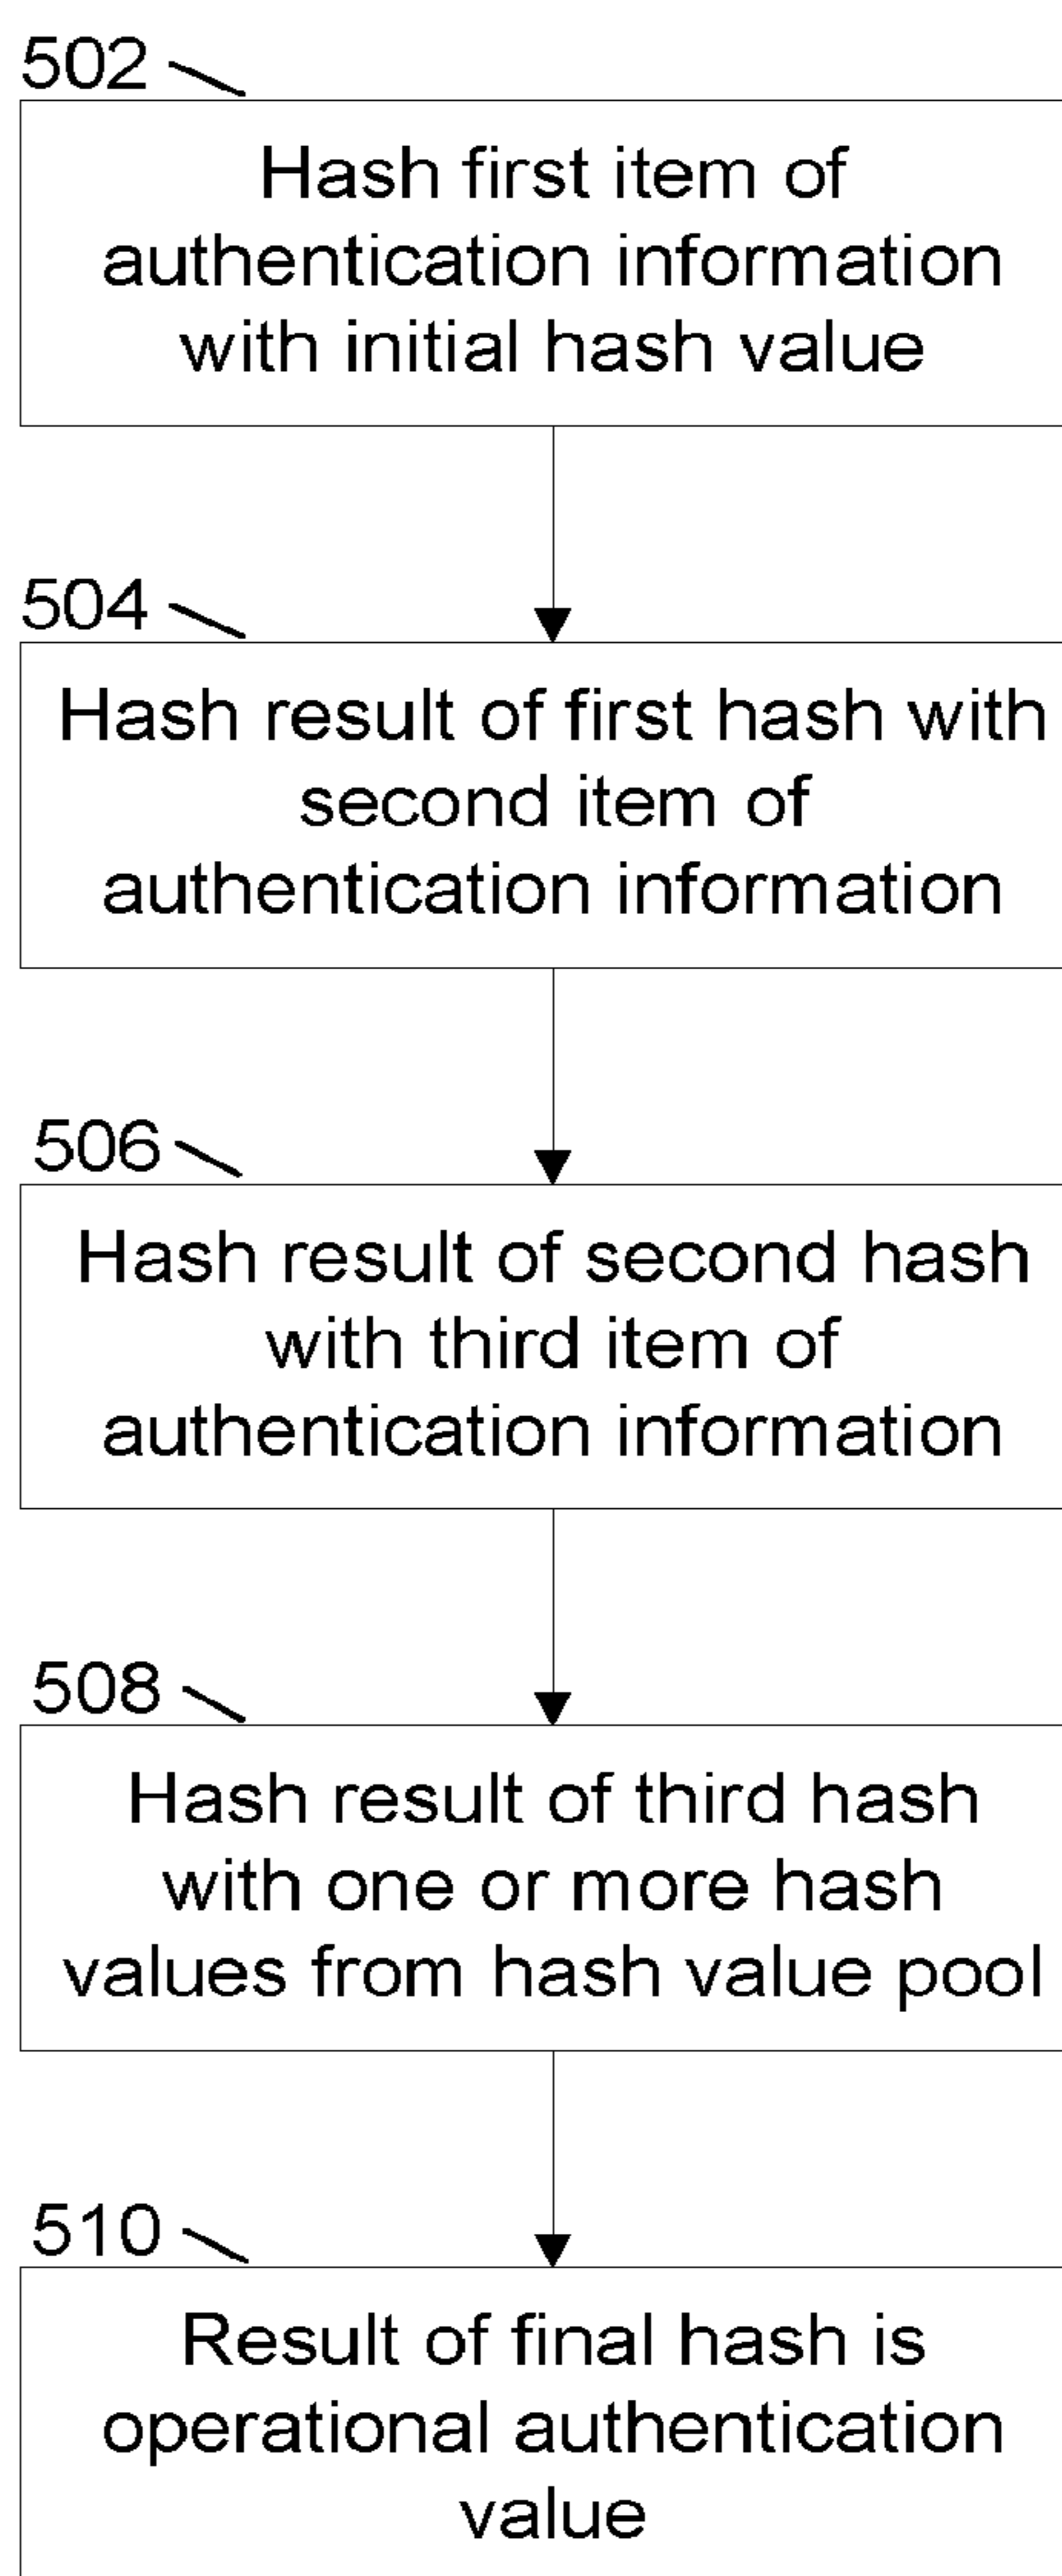 502
Hash first item of
authentication information
with initial hash value
504
Hash result of first hash with
second item of
authentication information
506
Hash result of second hash
with third item of
authentication information
508
Hash result of third hash
with one or more hash
values from hash value pool
510
Result of final hash is
operational authentication
value